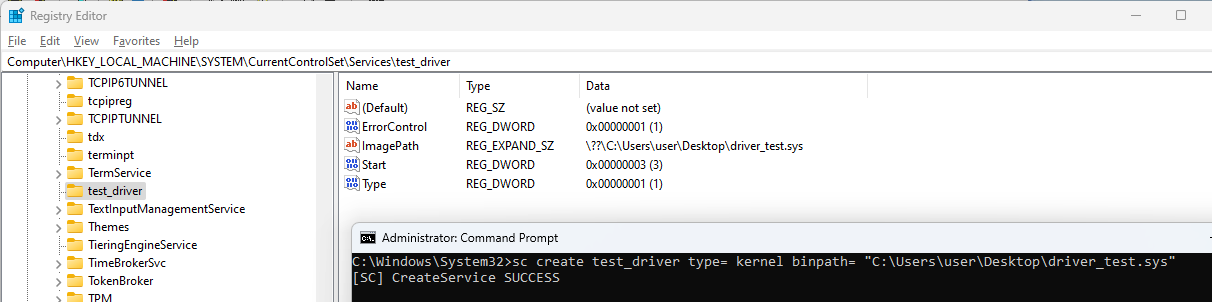 Registry Editor
File Edit View Favorites Help
Computer\HKEY_LOCAL_MACHINE\SYSTEM\CurrentControlSet\Services\test_driver
TCPIP6TUNNEL
tcpipreg
TCPIPTUNNEL
tdx
terminpt
TermService
test_driver
TextInputManagementService
Themes
TieringEngineService
TimeBrokerSvc
TokenBroker
TPM
Name Type Data
(Default) REG_SZ (value not set)
ErrorControl REG_DWORD 0x00000001 (1)
ImagePath REG_EXPAND_SZ \??\C:\Users\user\Desktop\driver_test.sys
Start REG_DWORD 0x00000003 (3)
Type REG_DWORD 0x00000001 (1)
Administrator: Command Prompt
C:\Windows\System32>sc create test_driver type= kernel binpath= "C:\Users\user\Desktop\driver_test.sys"
[SC] CreateService SUCCESS